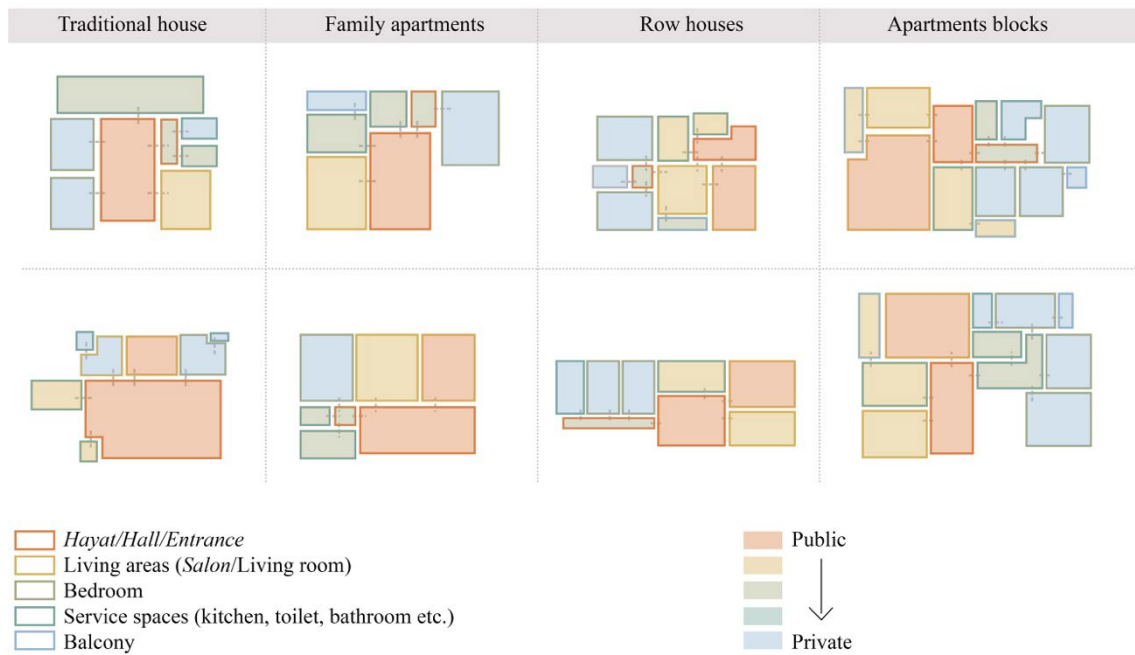 Traditional house
Family apartments
Row houses
Apartments blocks
Hayat/Hall/Entrance
Living areas (Salon/Living room)
Bedroom
Service spaces (kitchen, toilet, bathroom etc.)
Balcony
Public
Private